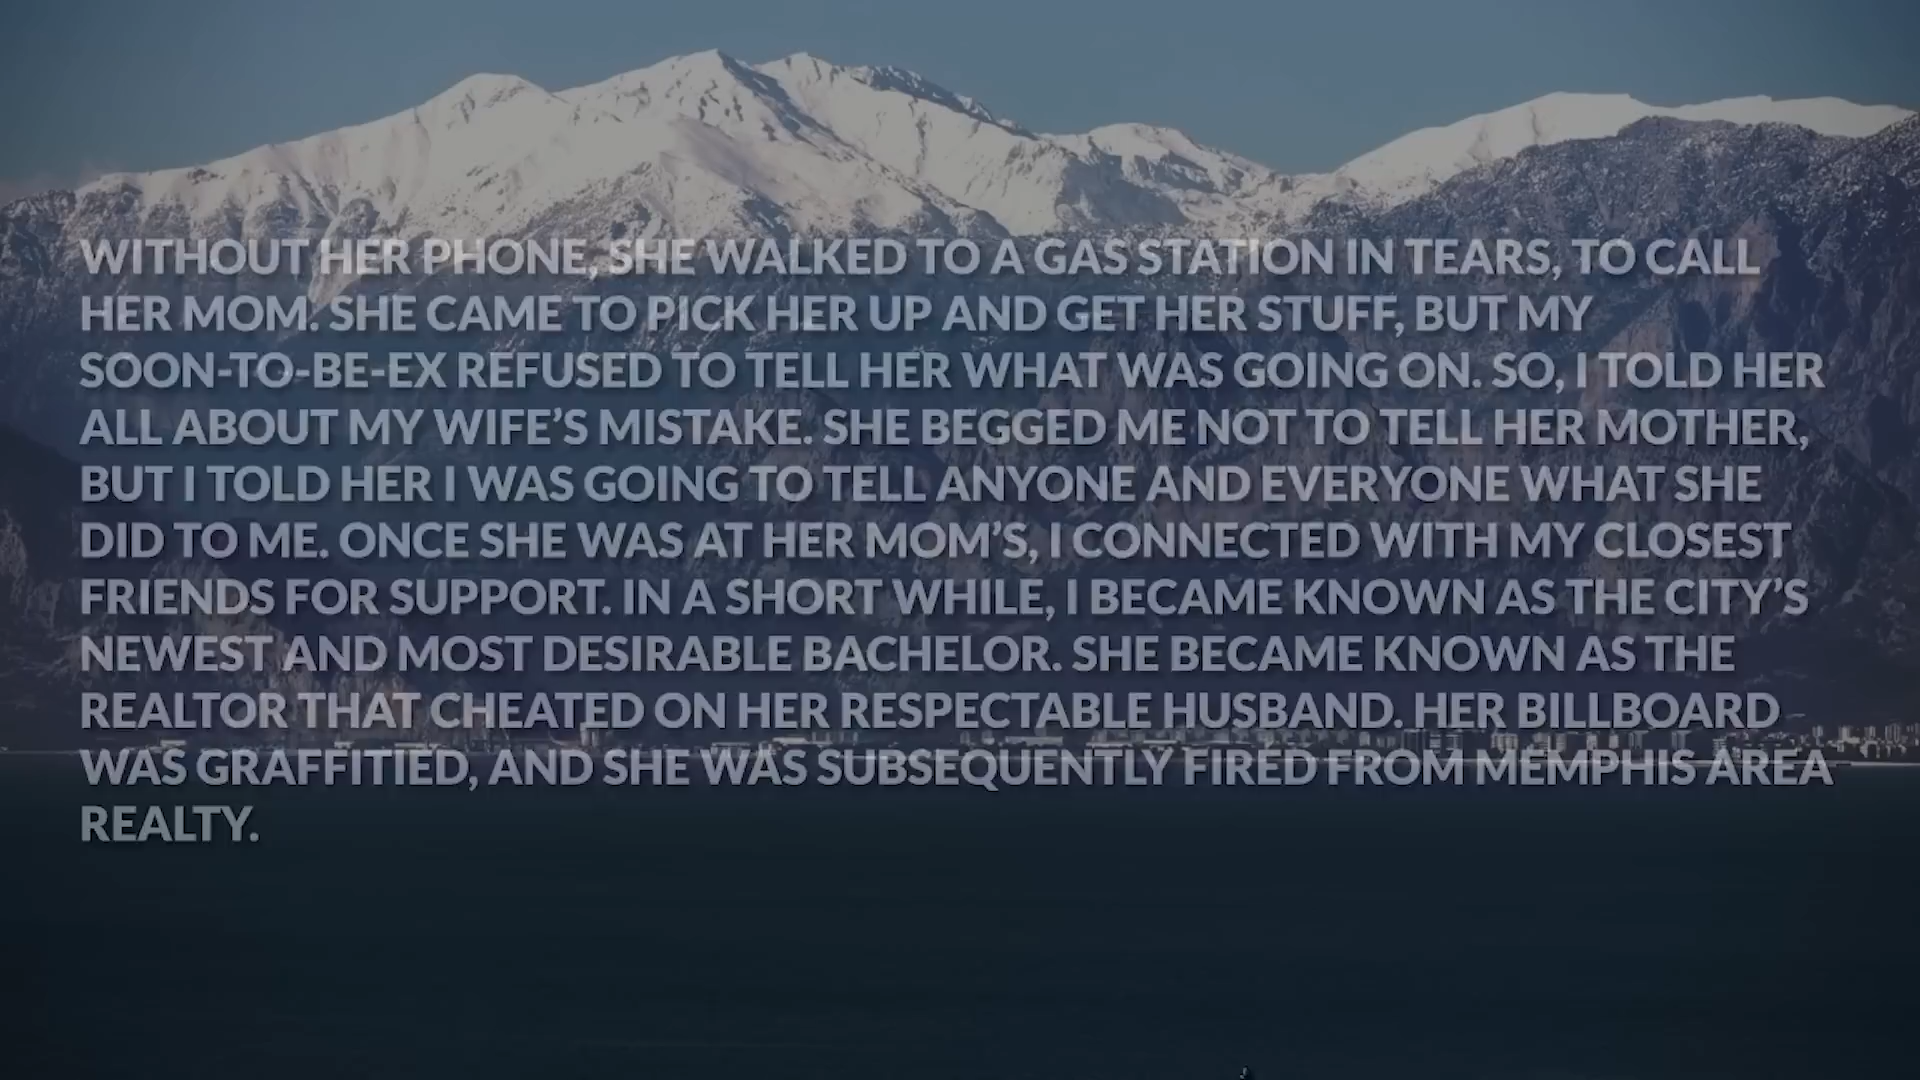 WITHOUT HER PHONE, SHE WALKED TO A GAS STATION IN TEARS, TO CALL
HER MOM. SHE CAME TO PICK HER UP AND GET HER STUFF, BUT MY
SOON-TO-BE-EX REFUSED TO TELL HER WHAT WAS GOING ON. SO, I TOLD HER
ALL ABOUT MY WIFE’S MISTAKE. SHE BEGGED ME NOT TO TELL HER MOTHER,
BUT I TOLD HER I WAS GOING TO TELL ANYONE AND EVERYONE WHAT SHE
DID TO ME. ONCE SHE WAS AT HER MOM’S, I CONNECTED WITH MY CLOSEST
FRIENDS FOR SUPPORT. IN A SHORT WHILE, I BECAME KNOWN AS THE CITY’S
NEWEST AND MOST DESIRABLE BACHELOR. SHE BECAME KNOWN AS THE
REALTOR THAT CHEATED ON HER RESPECTABLE HUSBAND. HER BILLBOARD
WAS GRAFFITIED, AND SHE WAS SUBSEQUENTLY FIRED FROM MEMPHIS AREA
REALTY.